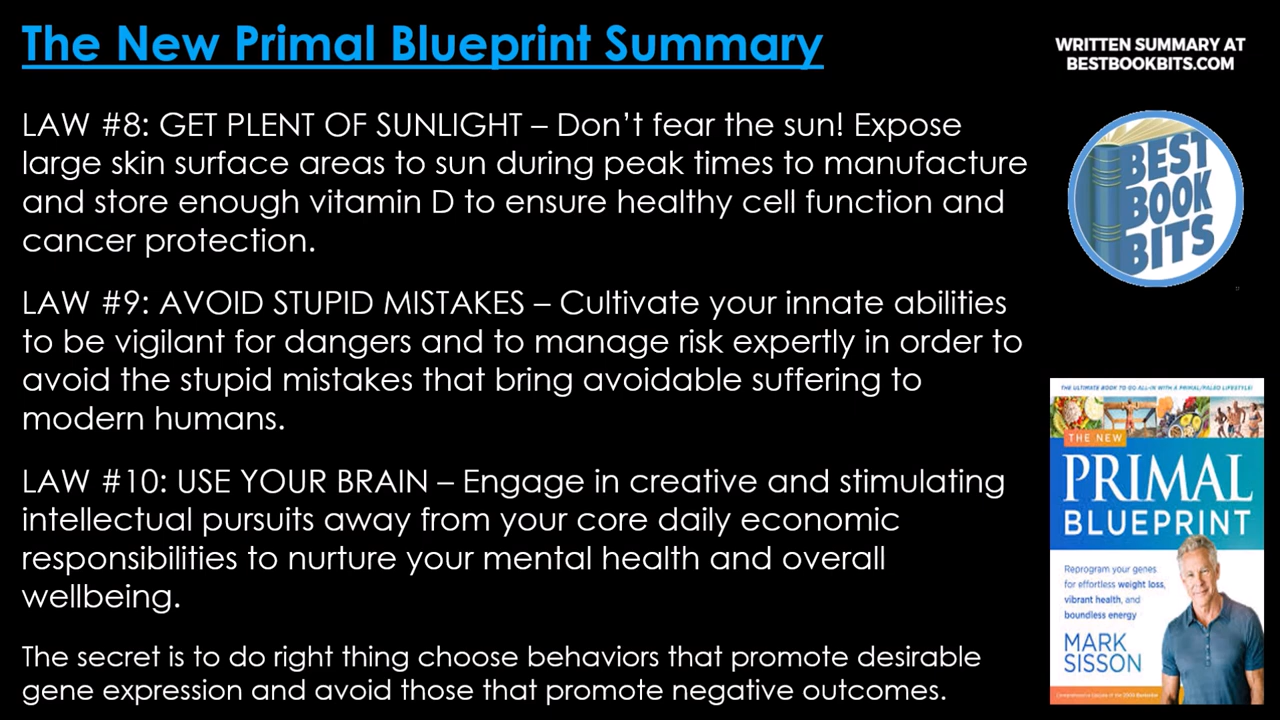 The New Primal Blueprint Summary
WRITTEN SUMMARY AT
BESTBOOKBITS.COM
LAW #8: GET PLENT OF SUNLIGHT – Don’t fear the sun! Expose
large skin surface areas to sun during peak times to manufacture
and store enough vitamin D to ensure healthy cell function and
cancer protection.
LAW #9: AVOID STUPID MISTAKES – Cultivate your innate abilities
to be vigilant for dangers and to manage risk expertly in order to
avoid the stupid mistakes that bring avoidable suffering to
modern humans.
LAW #10: USE YOUR BRAIN – Engage in creative and stimulating
intellectual pursuits away from your core daily economic
responsibilities to nurture your mental health and overall
wellbeing.
The secret is to do right thing choose behaviors that promote desirable
gene expression and avoid those that promote negative outcomes.
BEST
BOOK
BITS
THE ULTIMATE BOOK TO GO ALL-IN WITH A PRIMAL/PALEO LIFESTYLE!
THE NEW
PRIMAL
BLUEPRINT
Reprogram your genes
for effortless weight loss,
vibrant health, and
boundless energy
MARK
SISSON